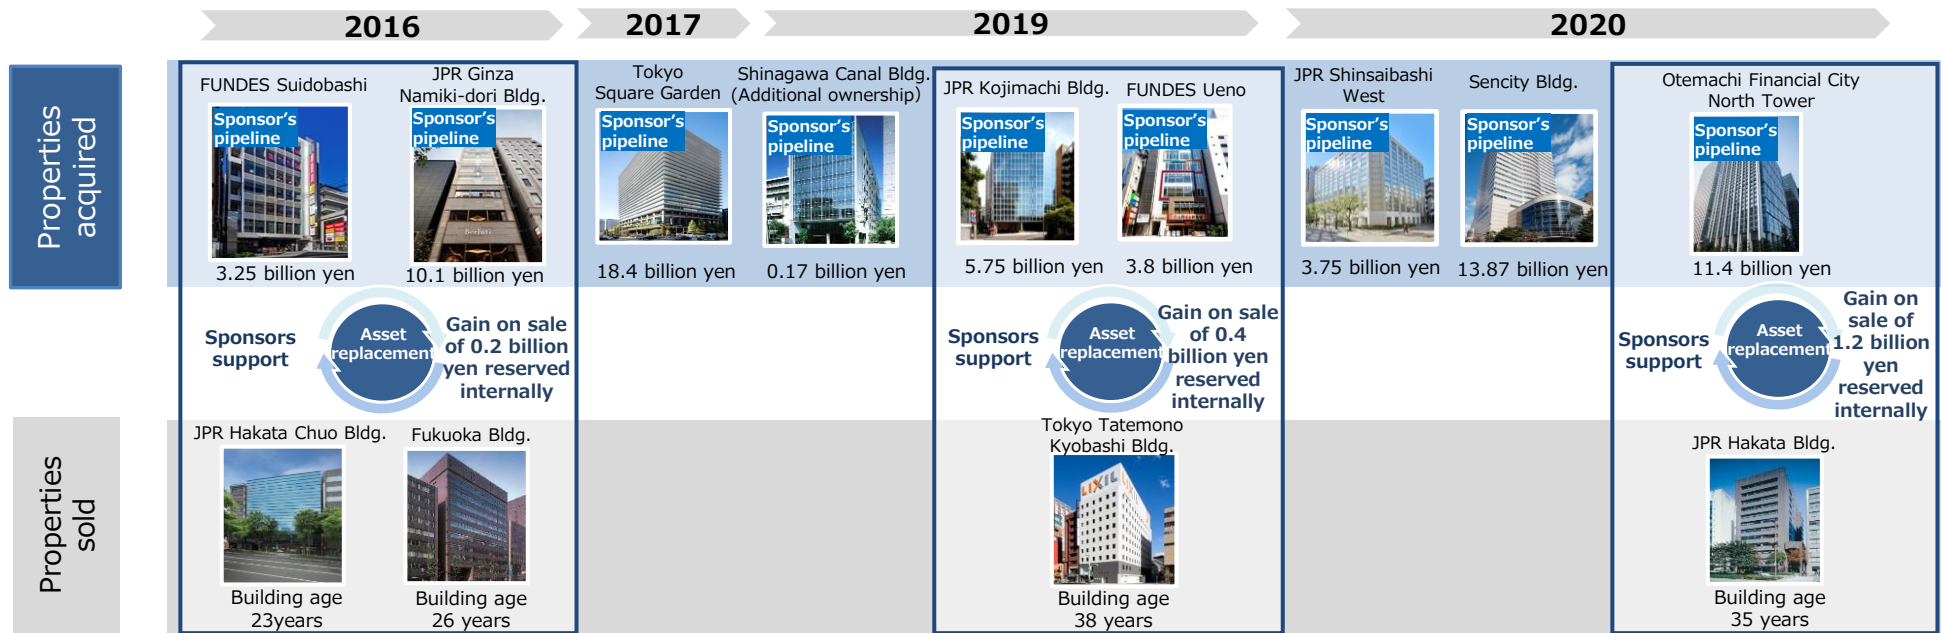 2016
2017
2019
2020
Properties
acquired
FUNDES Suidobashi
Sponsor's
pipeline
3.25 billion yen
JPR Ginza
Namiki-dori Bldg.
Sponsor's
pipeline
10.1 billion yen
Tokyo
Square Garden
Sponsor's
pipeline
18.4 billion yen
Shinagawa Canal Bldg.
(Additional ownership)
Sponsor's
pipeline
0.17 billion yen
JPR Kojimachi Bldg.
Sponsor's
pipeline
5.75 billion yen
FUNDES Ueno
Sponsor's
pipeline
3.8 billion yen
JPR Shinsaibashi
West
Sponsor's
pipeline
3.75 billion yen
Sencity Bldg.
Sponsor's
pipeline
13.87 billion yen
Otemachi Financial City
North Tower
Sponsor's
pipeline
11.4 billion yen
Sponsors
support
Asset
replacement
Gain on sale
of 0.2 billion
yen reserved
internally
Sponsors
support
Asset
replacement
Gain on sale
of 0.4
billion yen
reserved
internally
Sponsors
support
Asset
replacement
Gain on
sale of
1.2 billion
yen
reserved
internally
Properties
sold
JPR Hakata Chuo Bldg.
Building age
23years
Fukuoka Bldg.
Building age
26 years
Tokyo Tatemono
Kyobashi Bldg.
LIXIL
Building age
38 years
JPR Hakata Bldg.
Building age
35 years